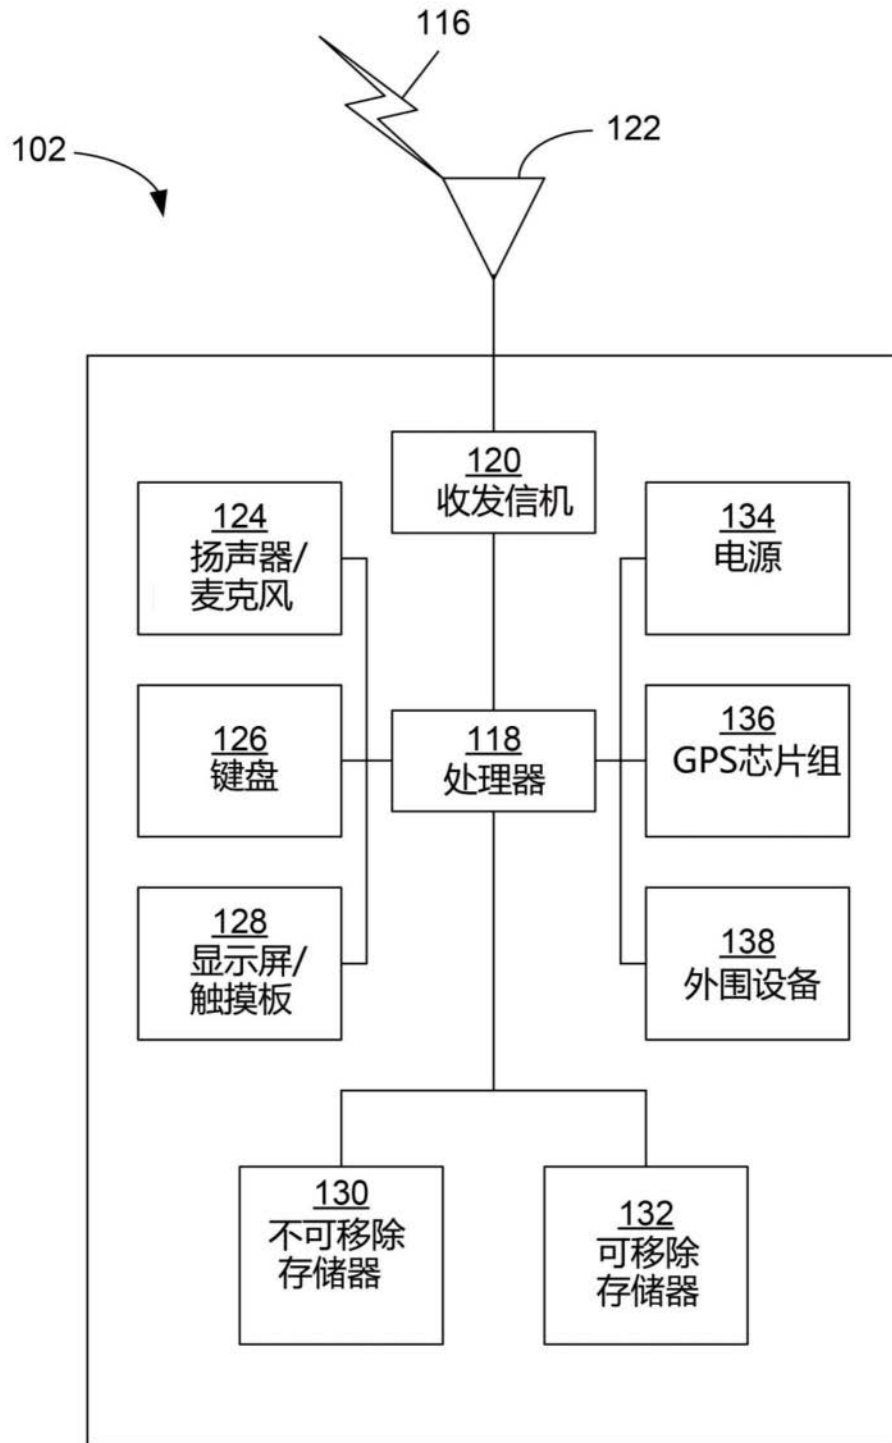 116
122
102
120
收发信机
124
扬声器/
麦克风
134
电源
126
键盘
118
处理器
136
GPS芯片组
128
显示屏/
触摸板
138
外围设备
130
不可移除
存储器
132
可移除
存储器